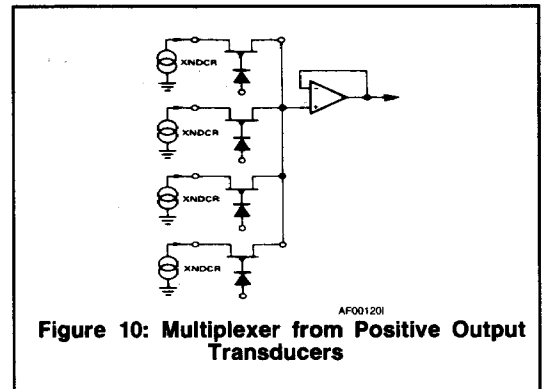 XNDCR
XNDCR
XNDCR
XNDCR
AF00120I
Figure 10: Multiplexer from Positive Output
Transducers